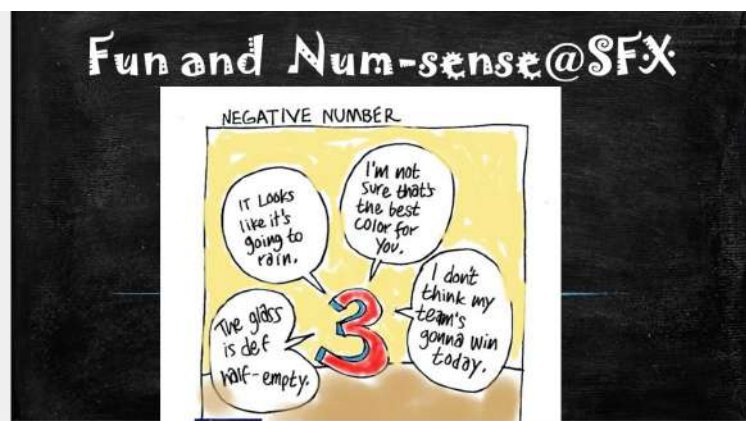 Fun and Num-sense@SFX
NEGATIVE NUMBER
IT LOOKS
like it's
going to
rain.
I'm not
sure that's
the best
color for
You.
I don't
think my
team's
gonna win
today.
The glass
is def
half-empty.
3